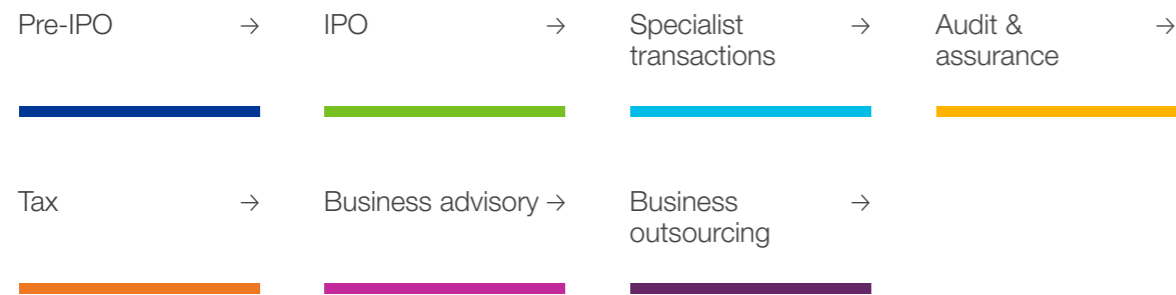 Pre-IPO →
IPO →
Specialist →
transactions
Audit & →
assurance
Tax →
Business advisory →
Business →
outsourcing